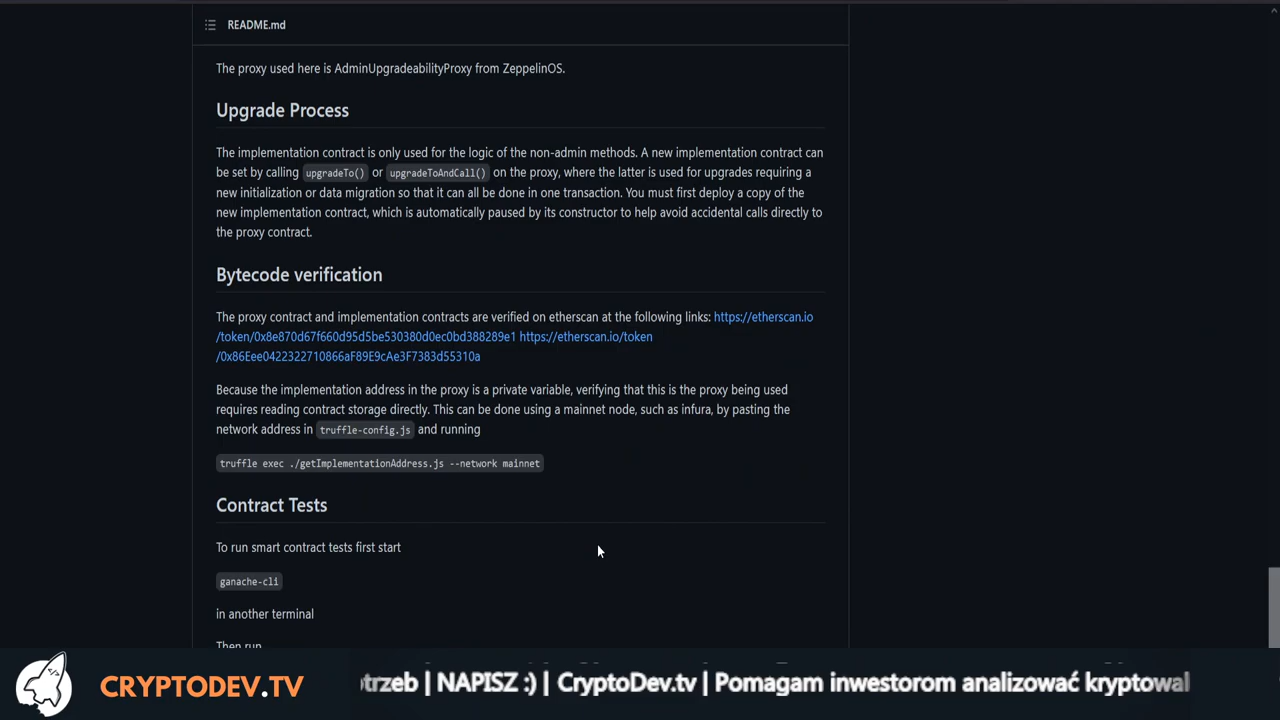 README.md
The proxy used here is AdminUpgradeabilityProxy from ZeppelinOS.
Upgrade Process
The implementation contract is only used for the logic of the non-admin methods. A new implementation contract can
be set by calling upgradeTo() or upgradeToAndCall() on the proxy, where the latter is used for upgrades requiring a
new initialization or data migration so that it can all be done in one transaction. You must first deploy a copy of the
new implementation contract, which is automatically paused by its constructor to help avoid accidental calls directly to
the proxy contract.
Bytecode verification
The proxy contract and implementation contracts are verified on etherscan at the following links: https://etherscan.io
/token/0x8e870d67f660d95d5be530380d0ec0bd388289e1 https://etherscan.io/token
/0x86Eee0422322710866aF89E9cAe3F7383d55310a
Because the implementation address in the proxy is a private variable, verifying that this is the proxy being used
requires reading contract storage directly. This can be done using a mainnet node, such as infura, by pasting the
network address in truffle-config.js and running
truffle exec ./getImplementationAddress.js --network mainnet
Contract Tests
To run smart contract tests first start
ganache-cli
in another terminal
Then run
CRYPTODEV.TV
trzeb | NAPISZ :) | CryptoDev.tv | Pomagam inwestorom analizować kryptowal